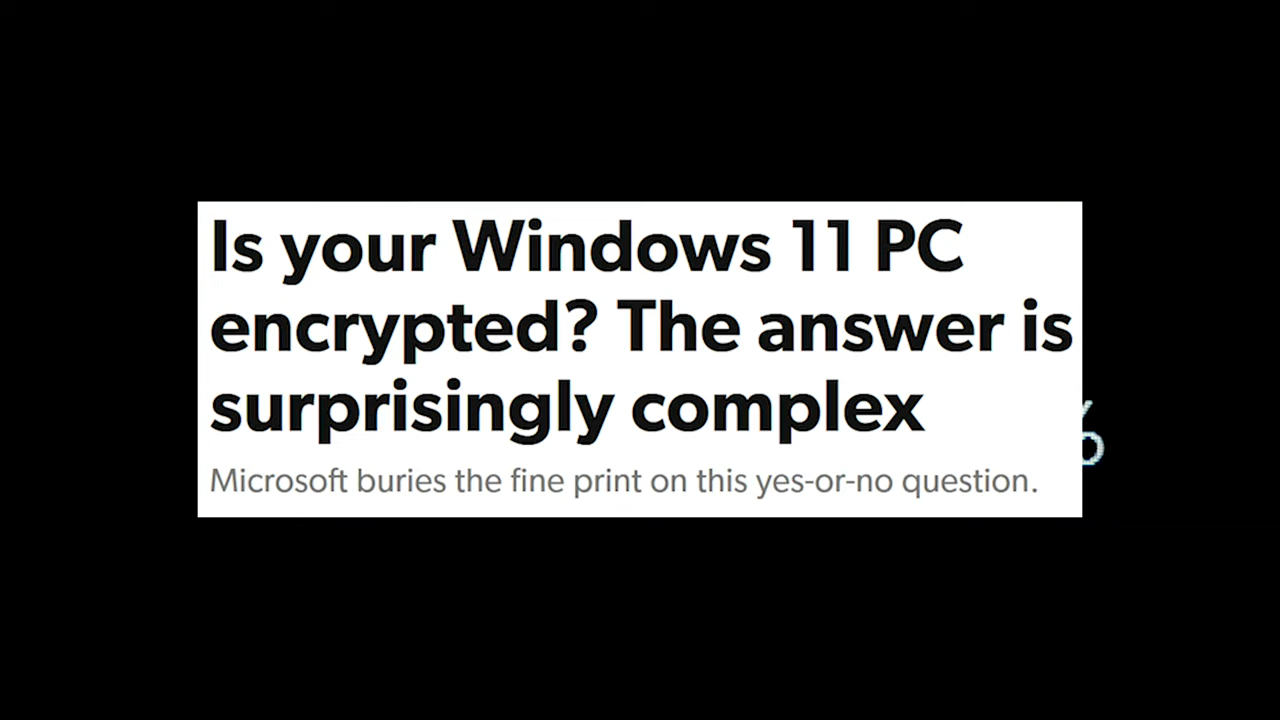 Is your Windows 11 PC
encrypted? The answer is
surprisingly complex
Microsoft buries the fine print on this yes-or-no question.